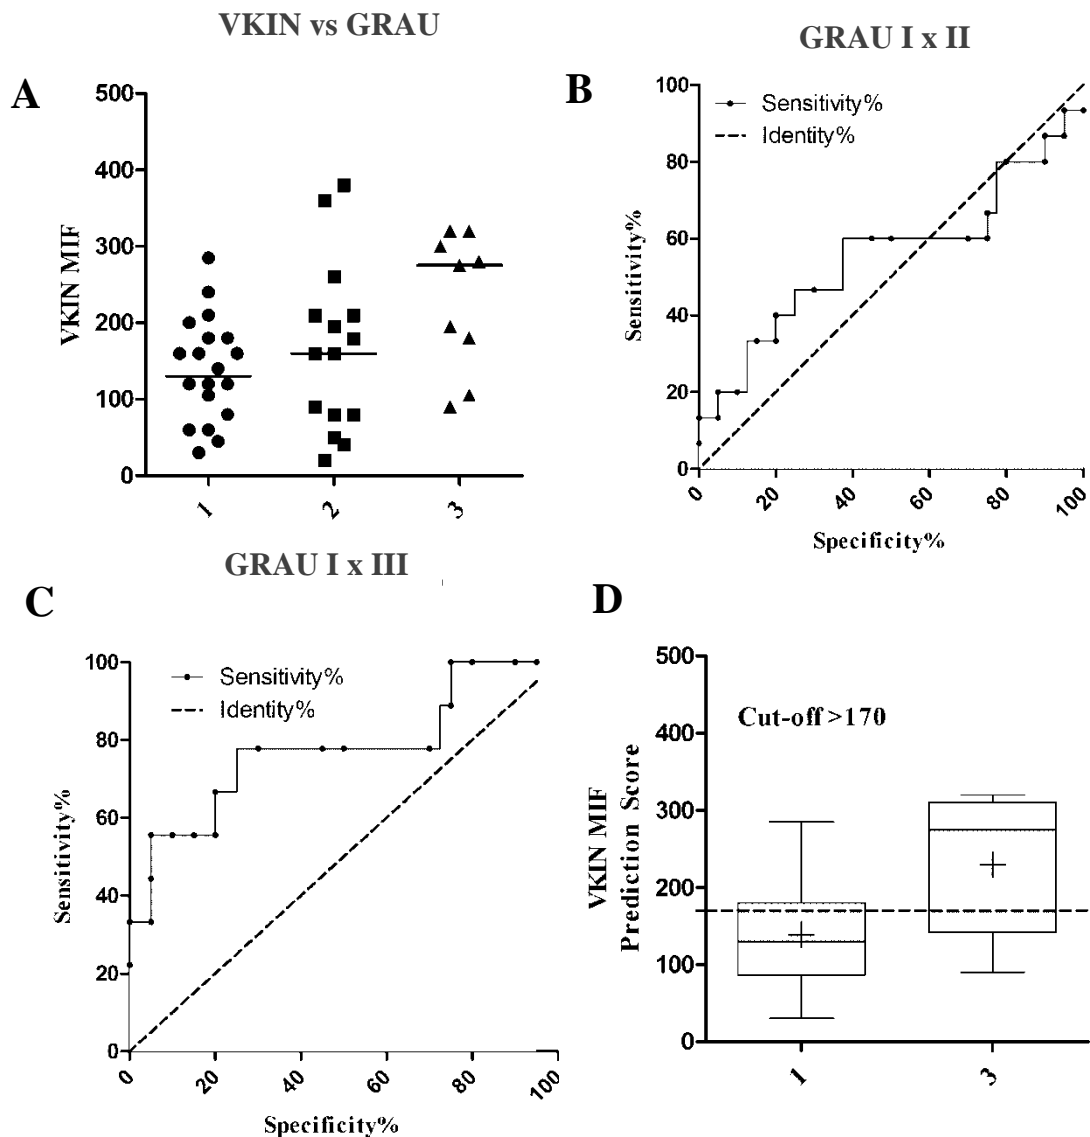 VKIN vs GRAU
A
500
400
300
200
100
0
VKIN MIF
1
2
3
GRAU I x II
B
100
80
60
40
20
0
Sensitivity%
Sensitivity%
Identity%
0
20
40
60
80
100
Specificity%
GRAU I x III
C
100
80
60
40
20
0
Sensitivity%
Sensitivity%
Identity%
0
20
40
60
80
100
Specificity%
D
500
400
300
200
100
0
VKIN MIF
Prediction Score
Cut-off >170
1
3